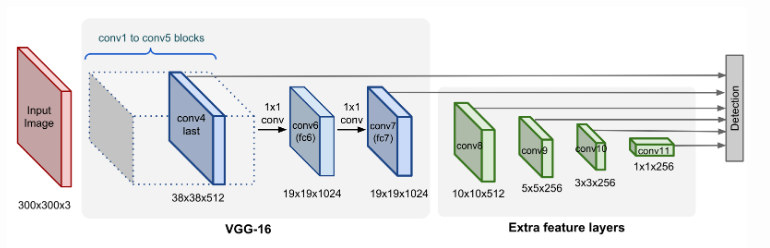 conv1 to conv5 blocks
Input
Image
conv4
last
1x1
conv
conv6
(fc6)
1x1
conv
conv7
(fc7)
conv8
conv9
conv10
conv11
Detection
300x300x3
38x38x512
19x19x1024
19x19x1024
10x10x512
5x5x256
3x3x256
1x1x256
VGG-16
Extra feature layers